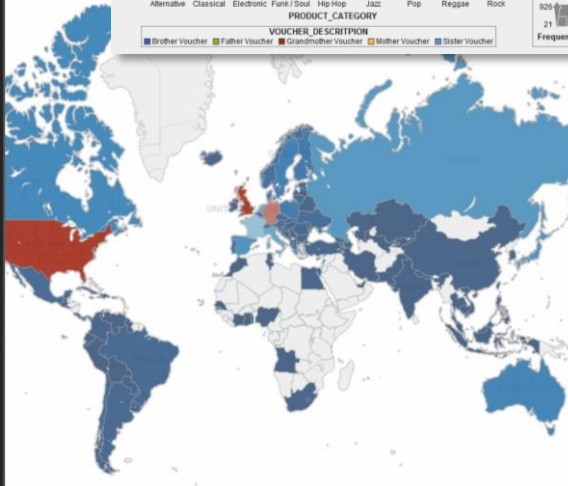 Alternative Classical Electronic Funk / Soul Hip Hop Jazz Pop Reggae Rock
PRODUCT_CATEGORY
VOUCHER_DESCRITPION
Brother Voucher Father Voucher Grandmother Voucher Mother Voucher Sister Voucher
926
21
Frequen